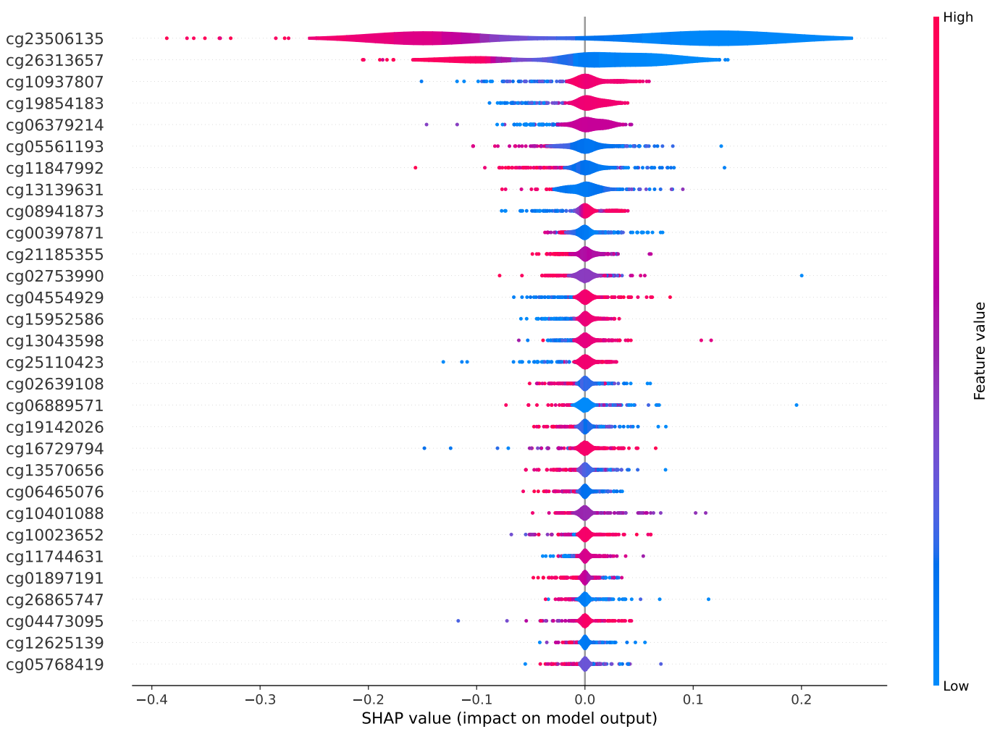 High
cg23506135
cg26313657
cg10937807
cg19854183
cg06379214
cg05561193
cg11847992
cg13139631
cg08941873
cg00397871
cg21185355
cg02753990
cg04554929
cg15952586
cg13043598
cg25110423
cg02639108
cg06889571
cg19142026
cg16729794
cg13570656
cg06465076
cg10401088
cg10023652
cg11744631
cg01897191
cg26865747
cg04473095
cg12625139
cg05768419
Feature value
Low
−0.4 −0.3 −0.2 −0.1 0.0 0.1 0.2
SHAP value (impact on model output)